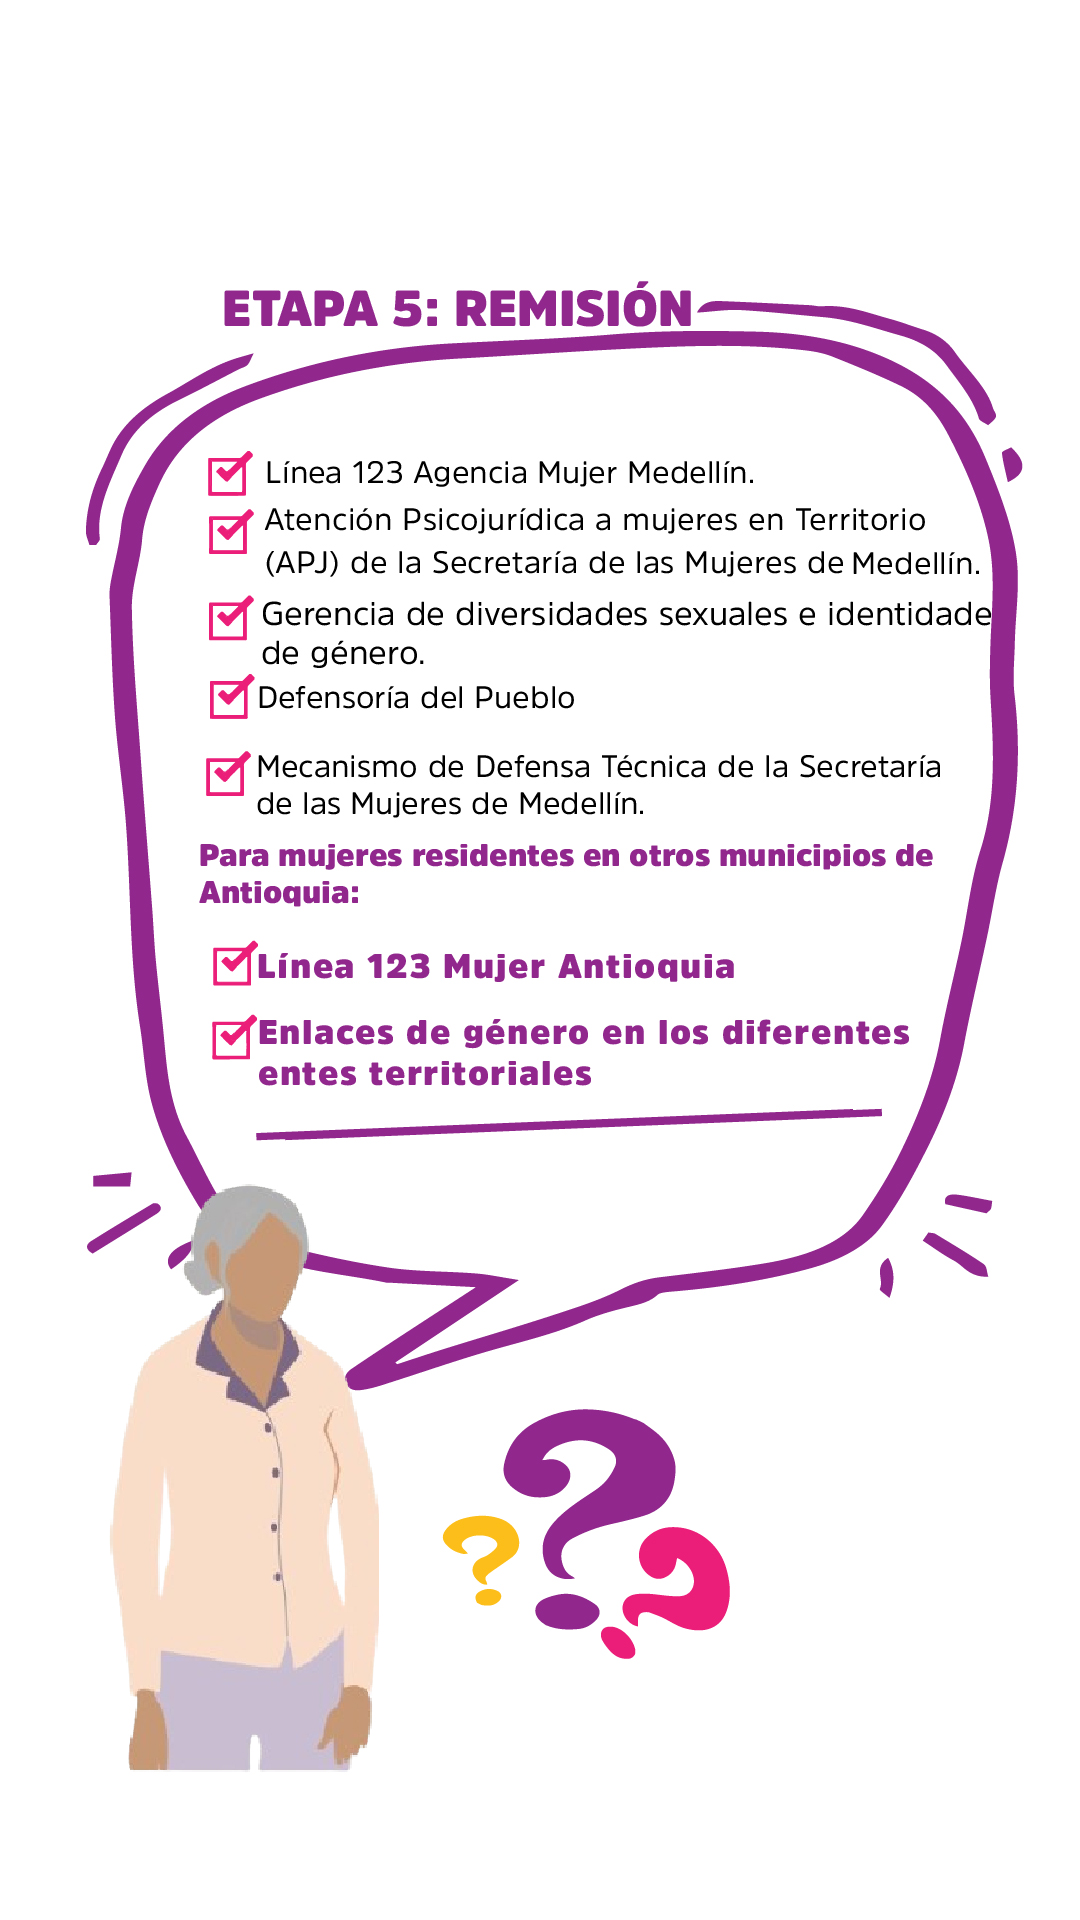 ETAPA 5: REMISIÓN
Línea 123 Agencia Mujer Medellín.
Atención Psicojurídica a mujeres en Territorio
(APJ) de la Secretaría de las Mujeres de Medellín.
Gerencia de diversidades sexuales e identidade
de género.
Defensoría del Pueblo
Mecanismo de Defensa Técnica de la Secretaría
de las Mujeres de Medellín.
Para mujeres residentes en otros municipios de
Antioquia:
Línea 123 Mujer Antioquia
Enlaces de género en los diferentes
entes territoriales
? ? ?